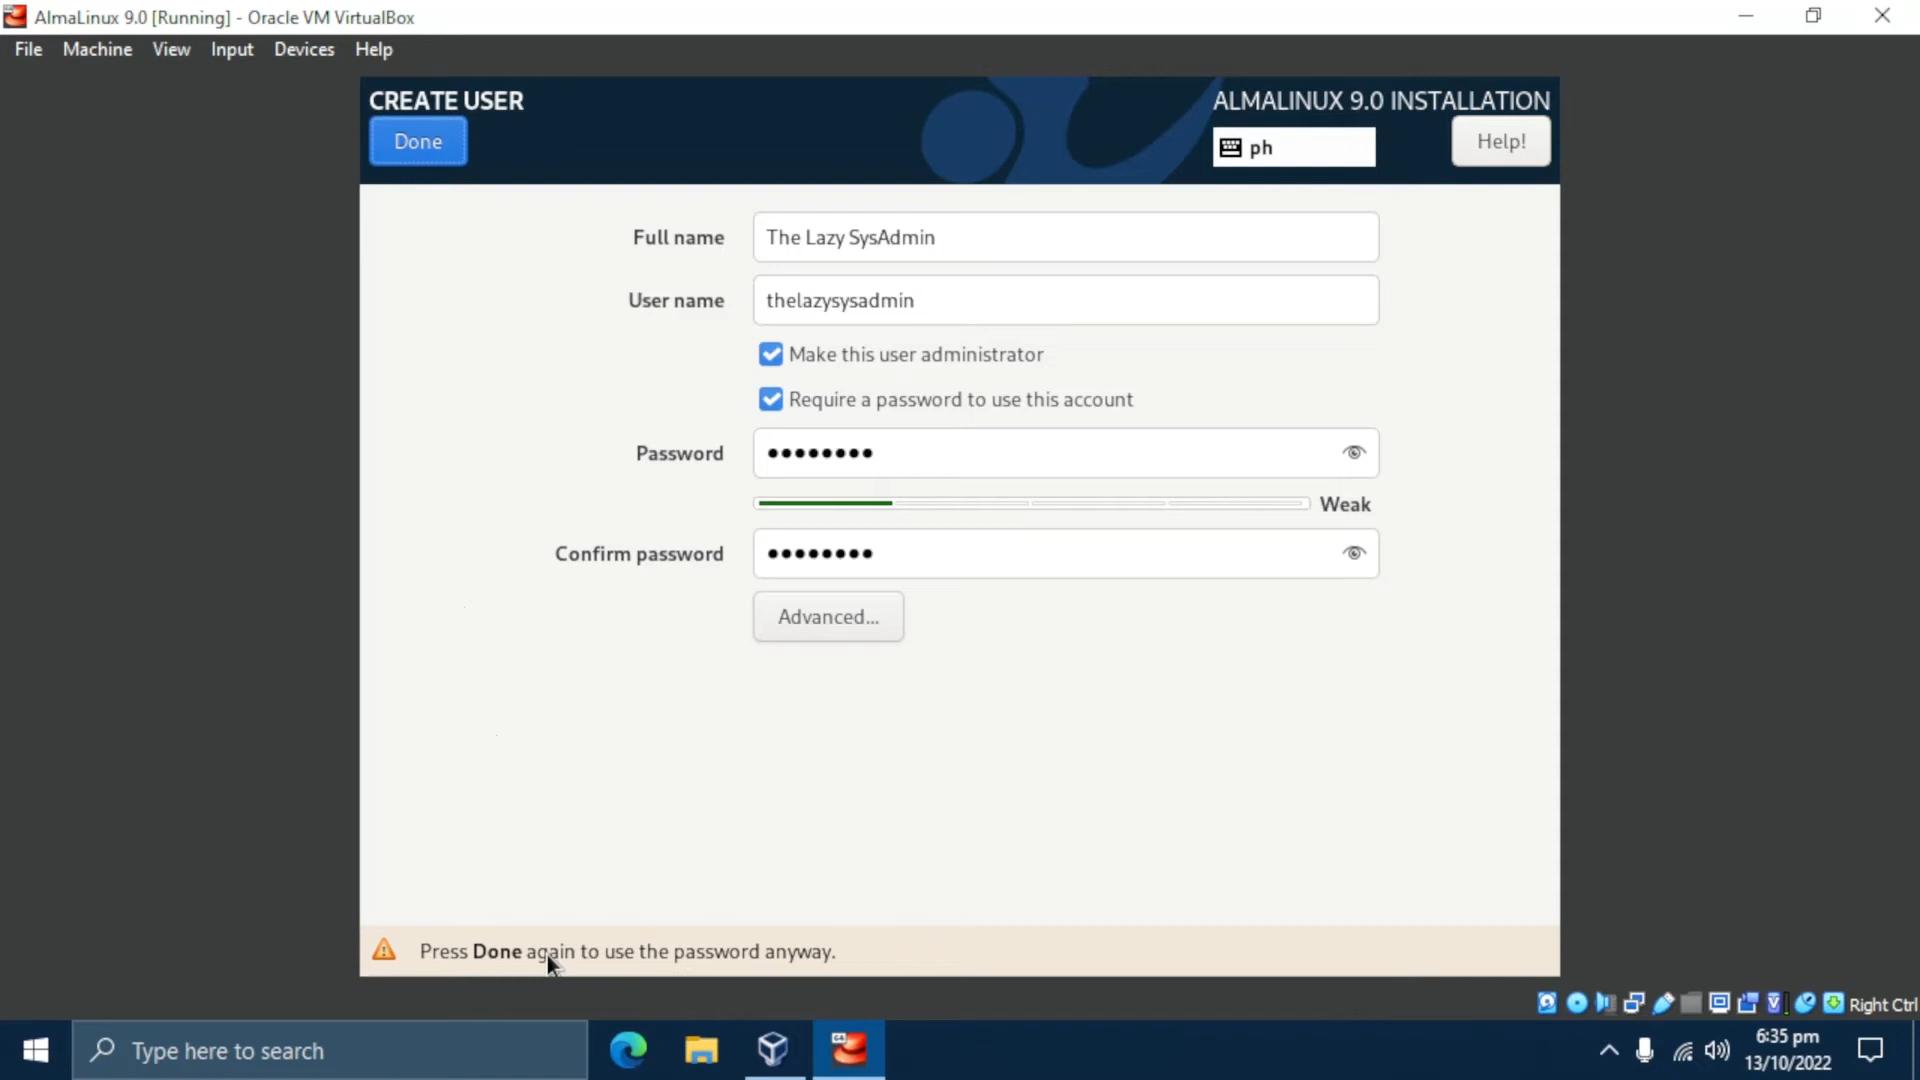 AlmaLinux 9.0 [Running] - Oracle VM VirtualBox
File Machine View Input Devices Help
CREATE USER
ALMALINUX 9.0 INSTALLATION
Done
ph
Help!
Full name
The Lazy SysAdmin
User name
thelazysysadmin
Make this user administrator
Require a password to use this account
Password
●●●●●●●●
Weak
Confirm password
●●●●●●●●
Advanced...
Press Done again to use the password anyway.
Right Ctrl
Type here to search
6:35 pm
13/10/2022